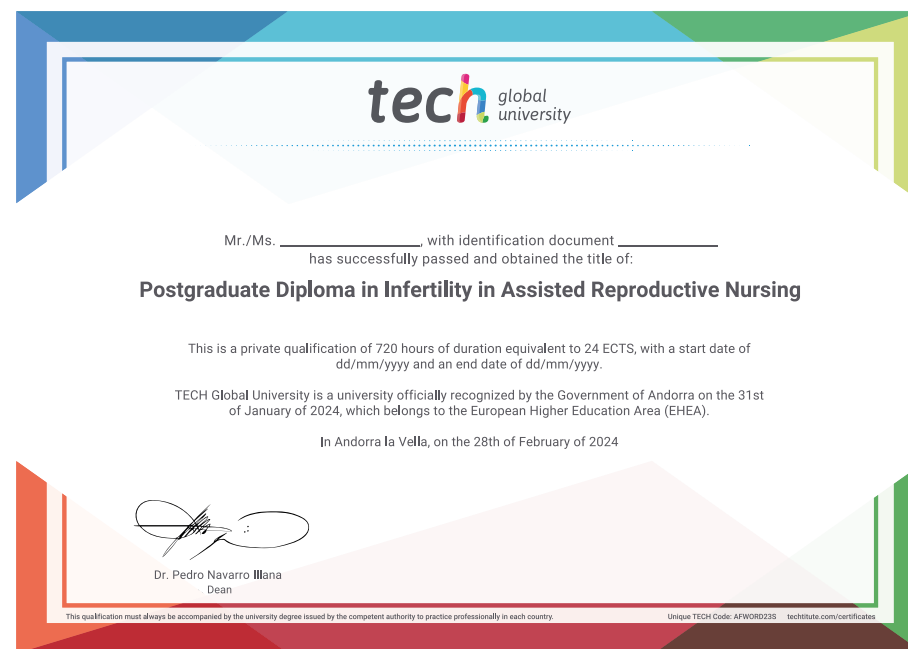 tech global university
Mr./Ms. ____________________, with identification document ______________
has successfully passed and obtained the title of:
Postgraduate Diploma in Infertility in Assisted Reproductive Nursing
This is a private qualification of 720 hours of duration equivalent to 24 ECTS, with a start date of
dd/mm/yyyy and an end date of dd/mm/yyyy.
TECH Global University is a university officially recognized by the Government of Andorra on the 31st
of January of 2024, which belongs to the European Higher Education Area (EHEA).
In Andorra la Vella, on the 28th of February of 2024
Dr. Pedro Navarro Illana
Dean
This qualification must always be accompanied by the university degree issued by the competent authority to practice professionally in each country.
Unique TECH Code: AFWORD23S techtitute.com/certificates